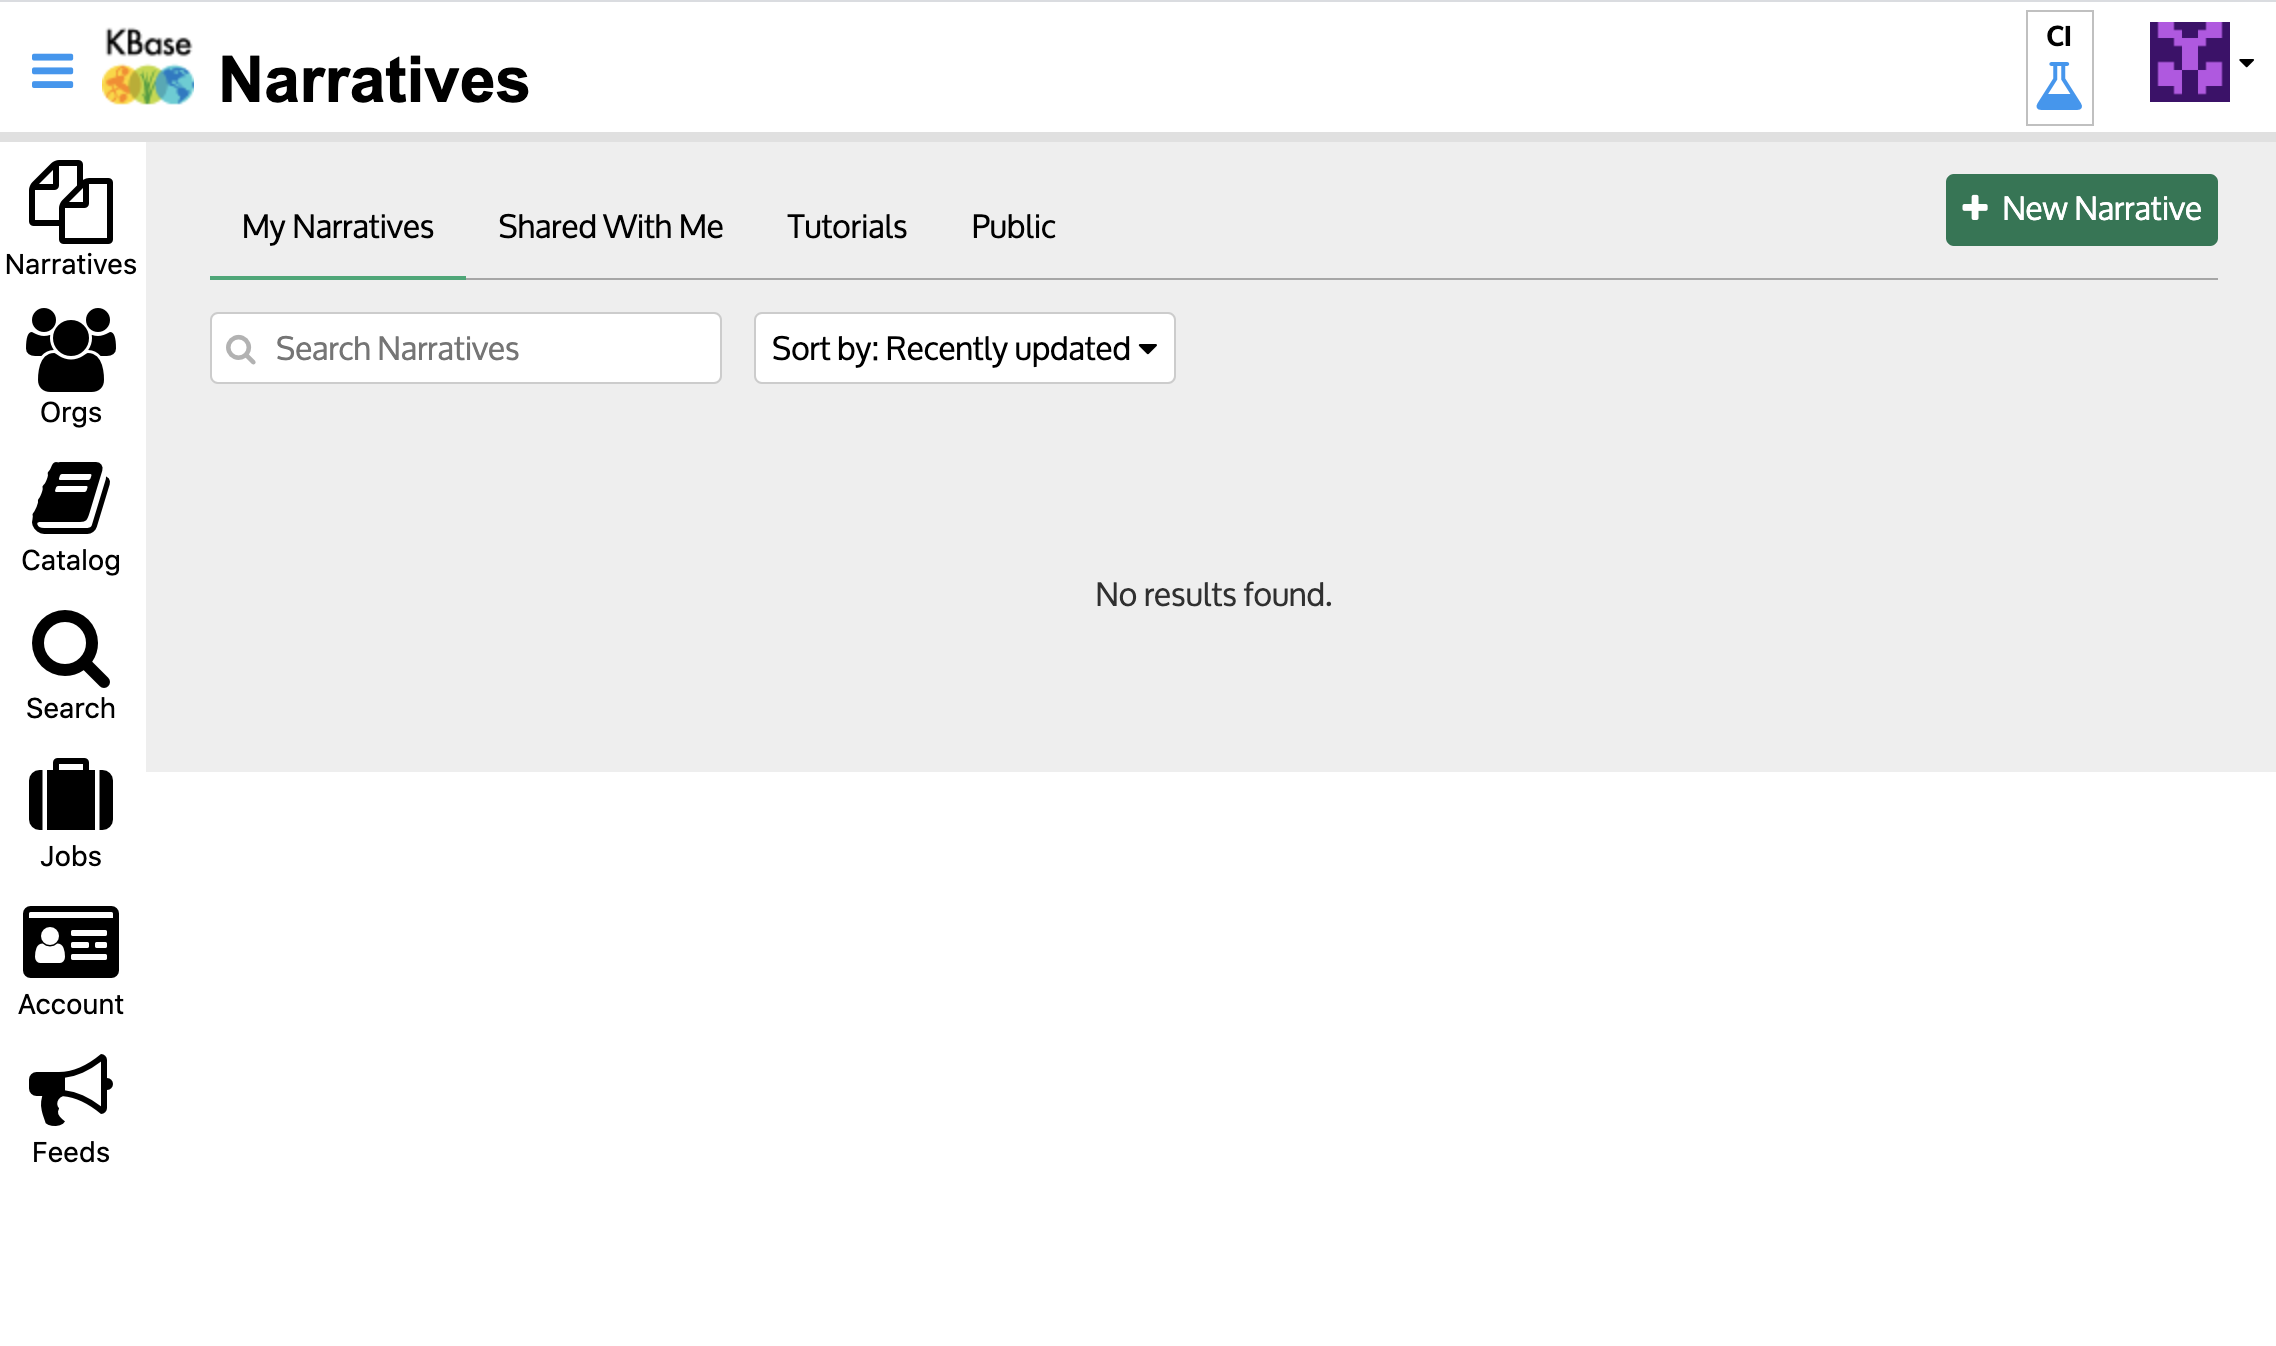 KBase
Narratives
CI
Narratives
Orgs
Catalog
Search
Jobs
Account
Feeds
My Narratives Shared With Me Tutorials Public
New Narrative
Search Narratives
Sort by: Recently updated
No results found.